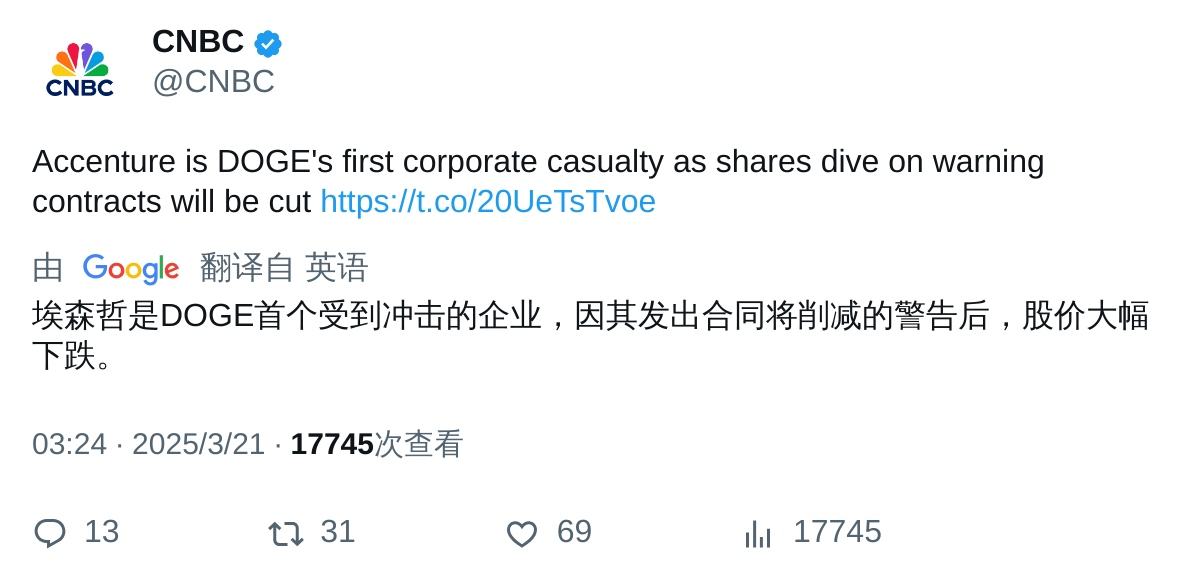 CNBC
CNBC
@CNBC
Accenture is DOGE's first corporate casualty as shares dive on warning
contracts will be cut https://t.co/20UeTsTvoe
由 Google 翻译自 英语
埃森哲是DOGE首个受到冲击的企业，因其发出合同将削减的警告后，股价大幅
下跌。
03:24 · 2025/3/21 · 17745次查看
13 31 69 17745